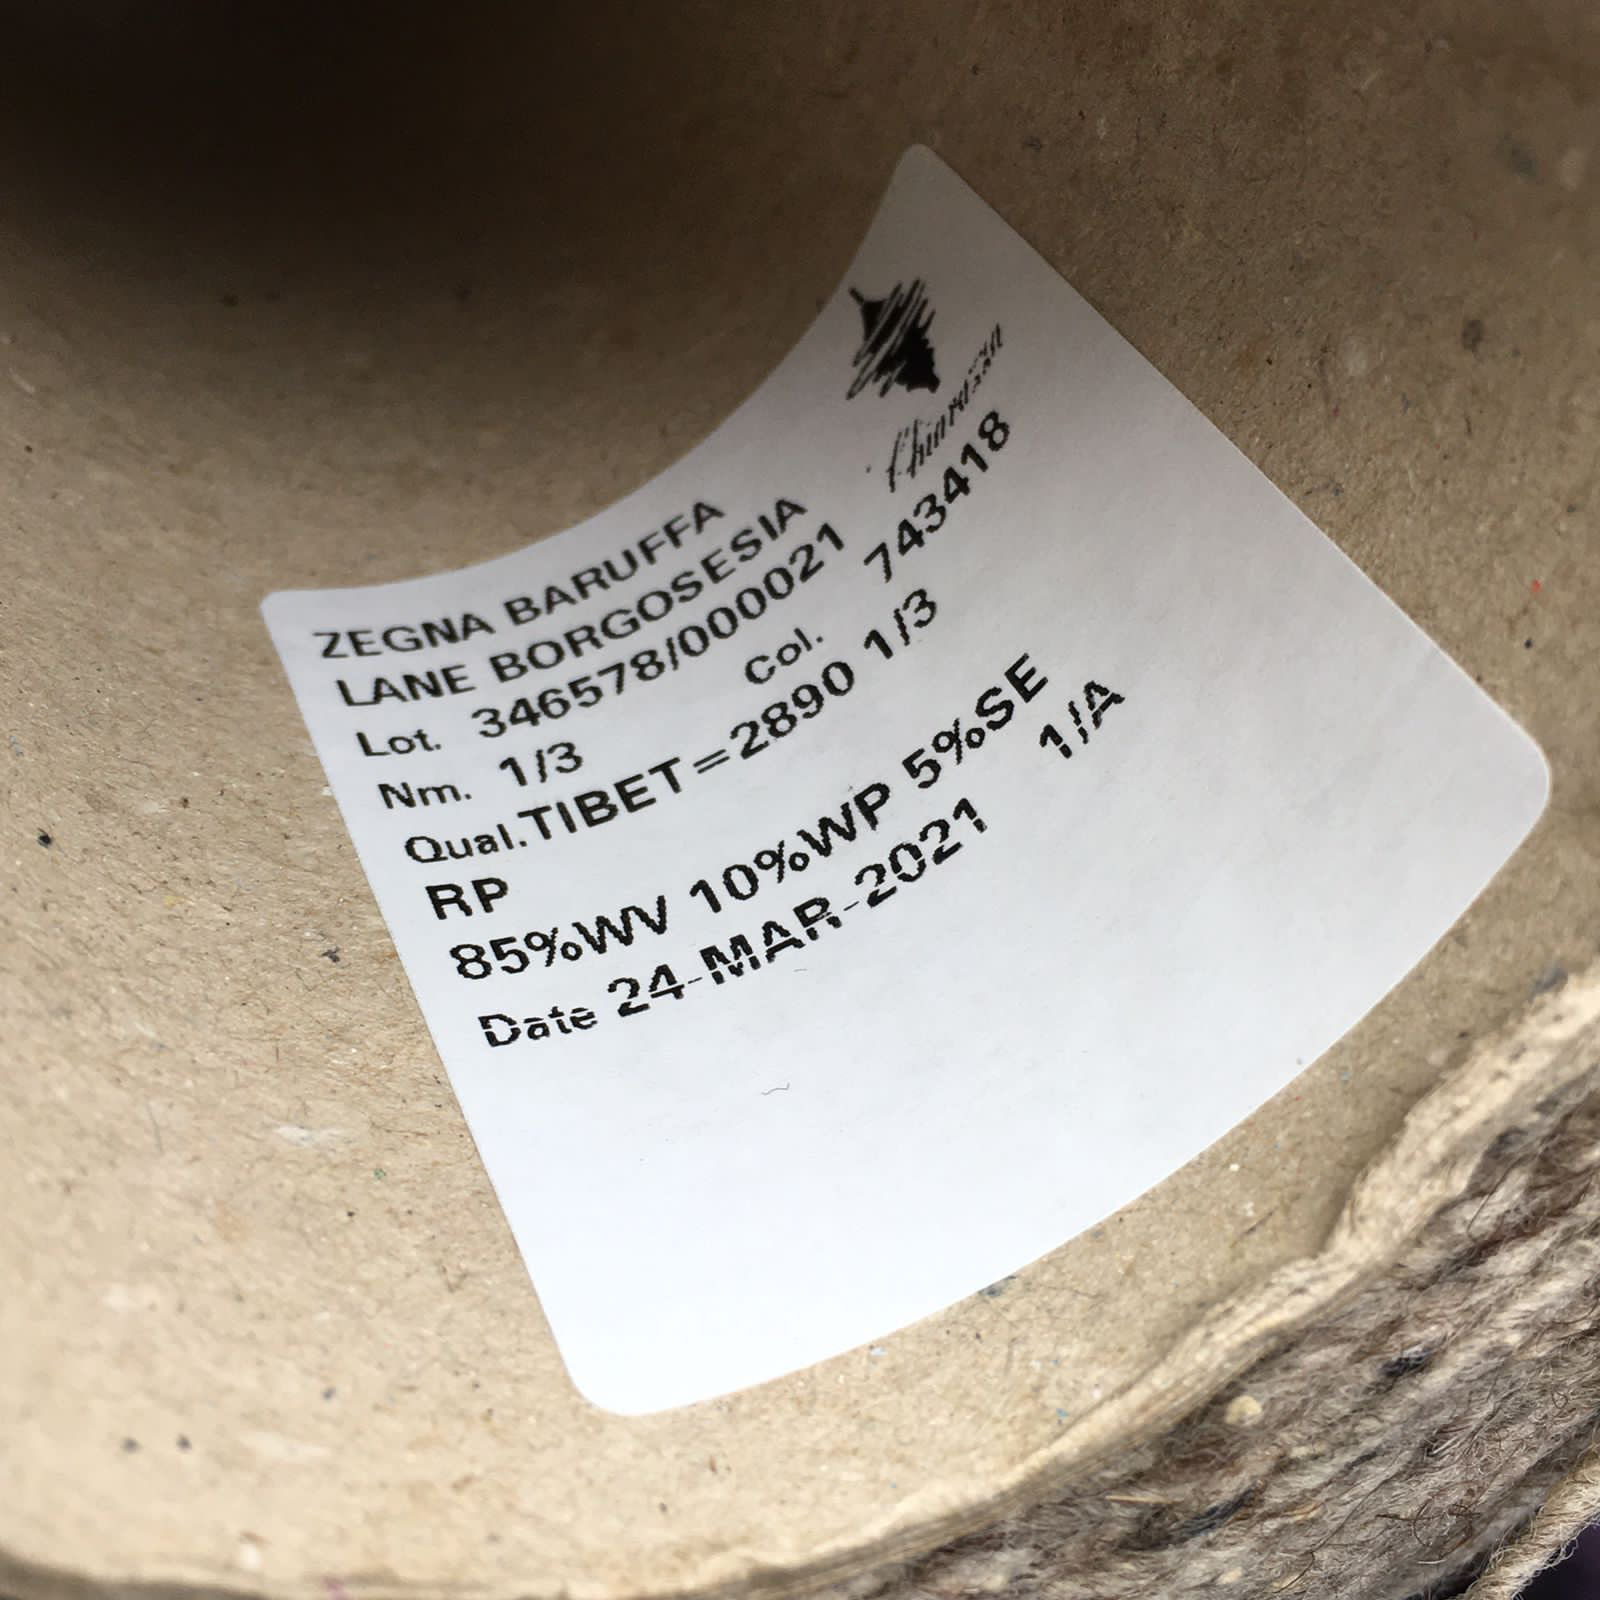 Chiavazza
ZEGNA BARUFFA
LANE BORGOSESIA
Lot. 346578/000021
Nm. 1/3 Col. 743418
Qual. TIBET=2890 1/3
RP
85%WV 10%WP 5%SE
Date 24-MAR-2021 1/A